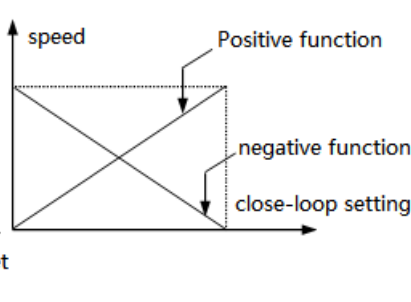 speed
Positive function
negative function
close-loop setting